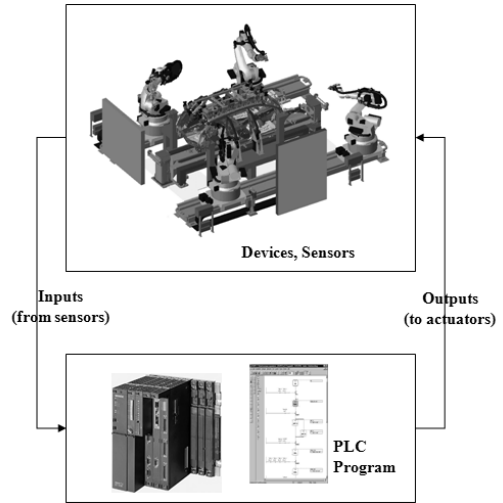 Devices, Sensors
Inputs
(from sensors)
Outputs
(to actuators)
PLC
Program